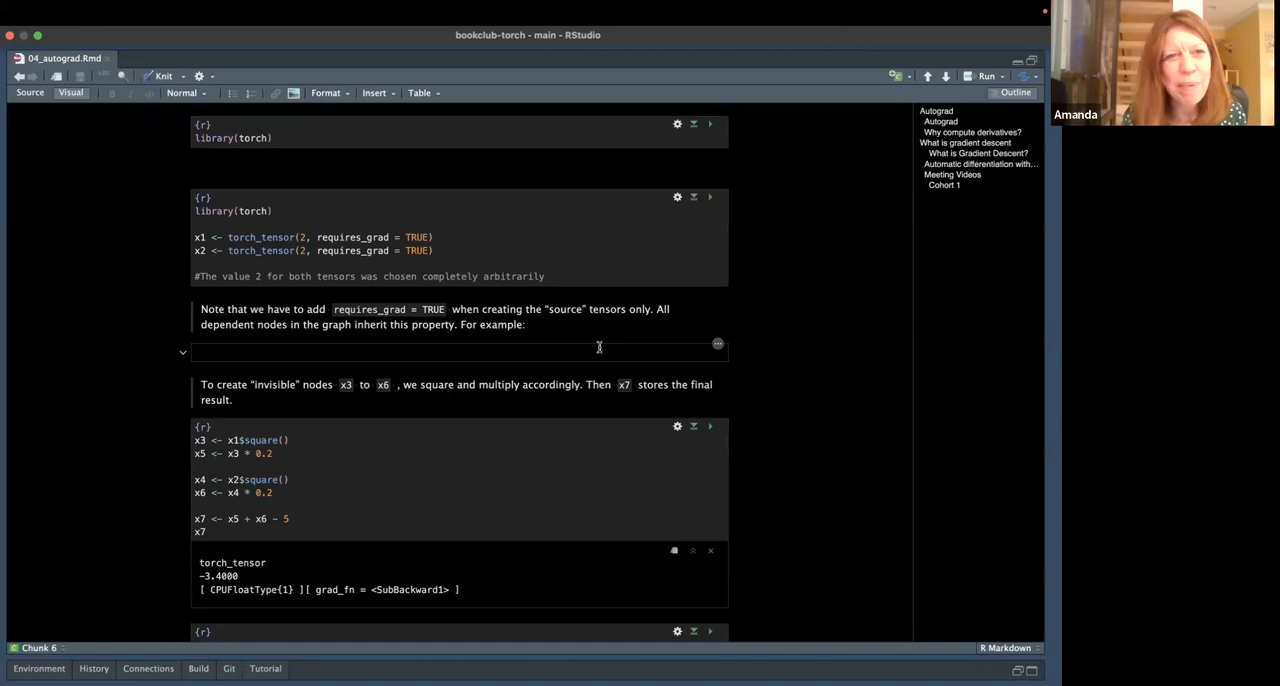 bookclub-torch - main - RStudio
04_autograd.Rmd
Knit
Run
Source Visual Normal Format Insert Table Outline
{r}
library(torch)
{r}
library(torch)
x1 <- torch_tensor(2, requires_grad = TRUE)
x2 <- torch_tensor(2, requires_grad = TRUE)
#The value 2 for both tensors was chosen completely arbitrarily
Note that we have to add requires_grad = TRUE when creating the “source” tensors only. All
dependent nodes in the graph inherit this property. For example:
To create “invisible” nodes x3 to x6 , we square and multiply accordingly. Then x7 stores the final
result.
{r}
x3 <- x1$square()
x5 <- x3 * 0.2
x4 <- x2$square()
x6 <- x4 * 0.2
x7 <- x5 + x6 - 5
x7
torch_tensor
-3.4000
[ CPUFloatType{1} ][ grad_fn = <SubBackward1> ]
{r}
Autograd
Autograd
Why compute derivatives?
What is gradient descent
What is Gradient Descent?
Automatic differentiation with...
Meeting Videos
Cohort 1
Chunk 6
R Markdown
Environment History Connections Build Git Tutorial
Amanda